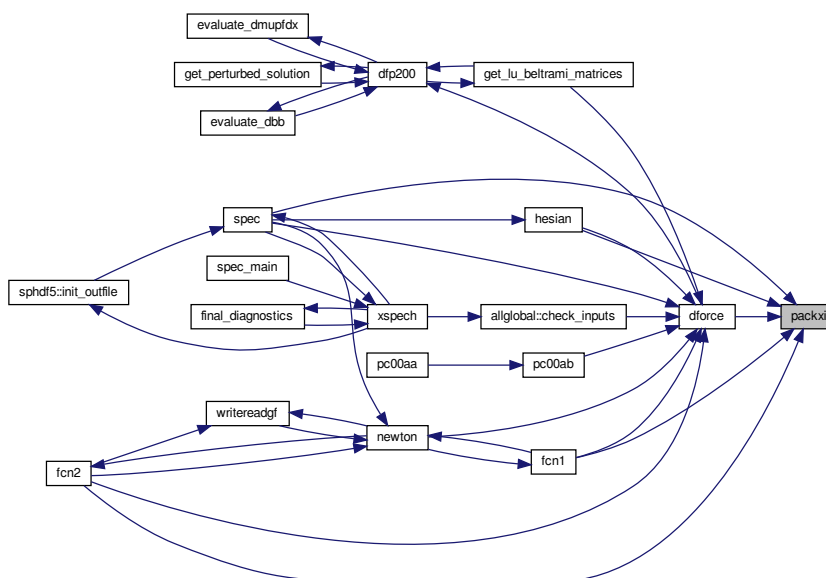 evaluate_dmupfdx
get_perturbed_solution
dfp200
get_lu_beltrami_matrices
evaluate_dbb
spec
hesian
spec_main
sphdf5::init_outfile
final_diagnostics
xspech
allglobal::check_inputs
dforce
packxi
pc00aa
pc00ab
writereadgf
newton
fcn1
fcn2